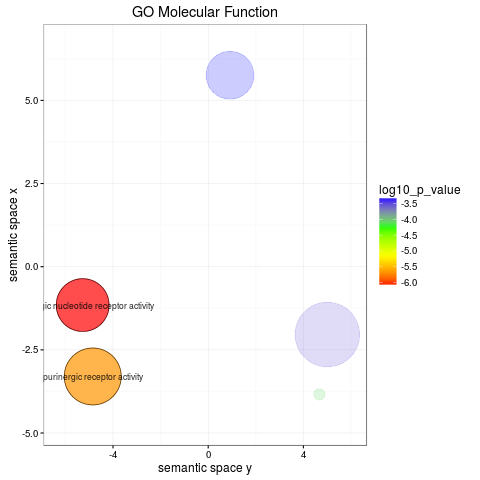 GO Molecular Function
semantic space x
5.0
2.5
0.0
-2.5
-5.0
nucleotide receptor activity
purinergic receptor activity
-4
0
4
semantic space y
log10_p_value
-3.5
-4.0
-4.5
-5.0
-5.5
-6.0